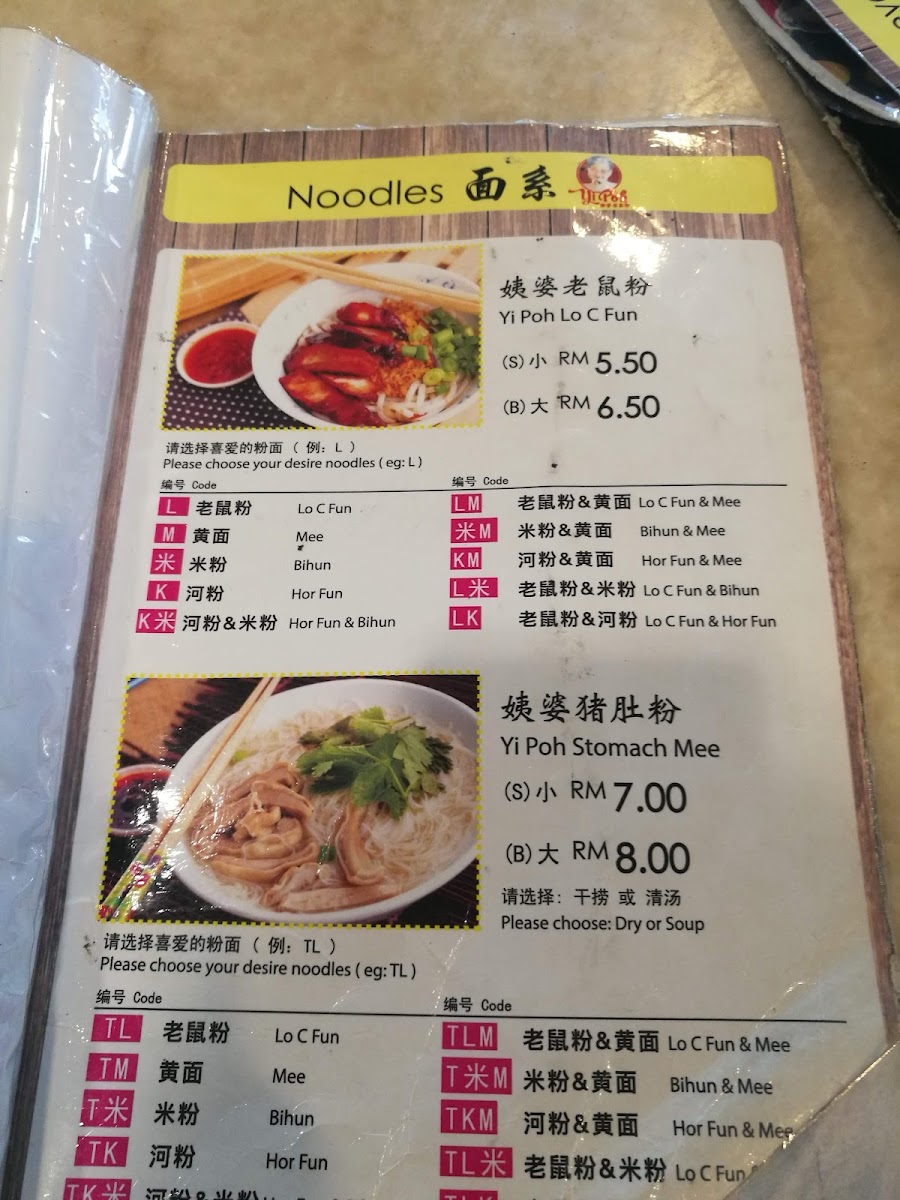 Noodles 面系 Yi Poh
姨婆老鼠粉
Yi Poh Lo C Fun
(S) 小 RM 5.50
(B) 大 RM 6.50
请选择喜爱的粉面 ( 例: L )
Please choose your desire noodles ( eg: L )
编号 Code
L 老鼠粉 Lo C Fun
M 黄面 Mee
米 米粉 Bihun
K 河粉 Hor Fun
K米 河粉&米粉 Hor Fun & Bihun
编号 Code
LM 老鼠粉&黄面 Lo C Fun & Mee
米M 米粉&黄面 Bihun & Mee
KM 河粉&黄面 Hor Fun & Mee
L米 老鼠粉&米粉 Lo C Fun & Bihun
LK 老鼠粉&河粉 Lo C Fun & Hor Fun
姨婆猪肚粉
Yi Poh Stomach Mee
(S) 小 RM 7.00
(B) 大 RM 8.00
请选择: 干捞 或 清汤
Please choose: Dry or Soup
请选择喜爱的粉面 ( 例: TL )
Please choose your desire noodles ( eg: TL )
编号 Code
TL 老鼠粉 Lo C Fun
TM 黄面 Mee
T米 米粉 Bihun
TK 河粉 Hor Fun
TK米 河粉&米粉
编号 Code
TLM 老鼠粉&黄面 Lo C Fun & Mee
T米M 米粉&黄面 Bihun & Mee
TKM 河粉&黄面 Hor Fun & Mee
TL米 老鼠粉&米粉 Lo C Fun